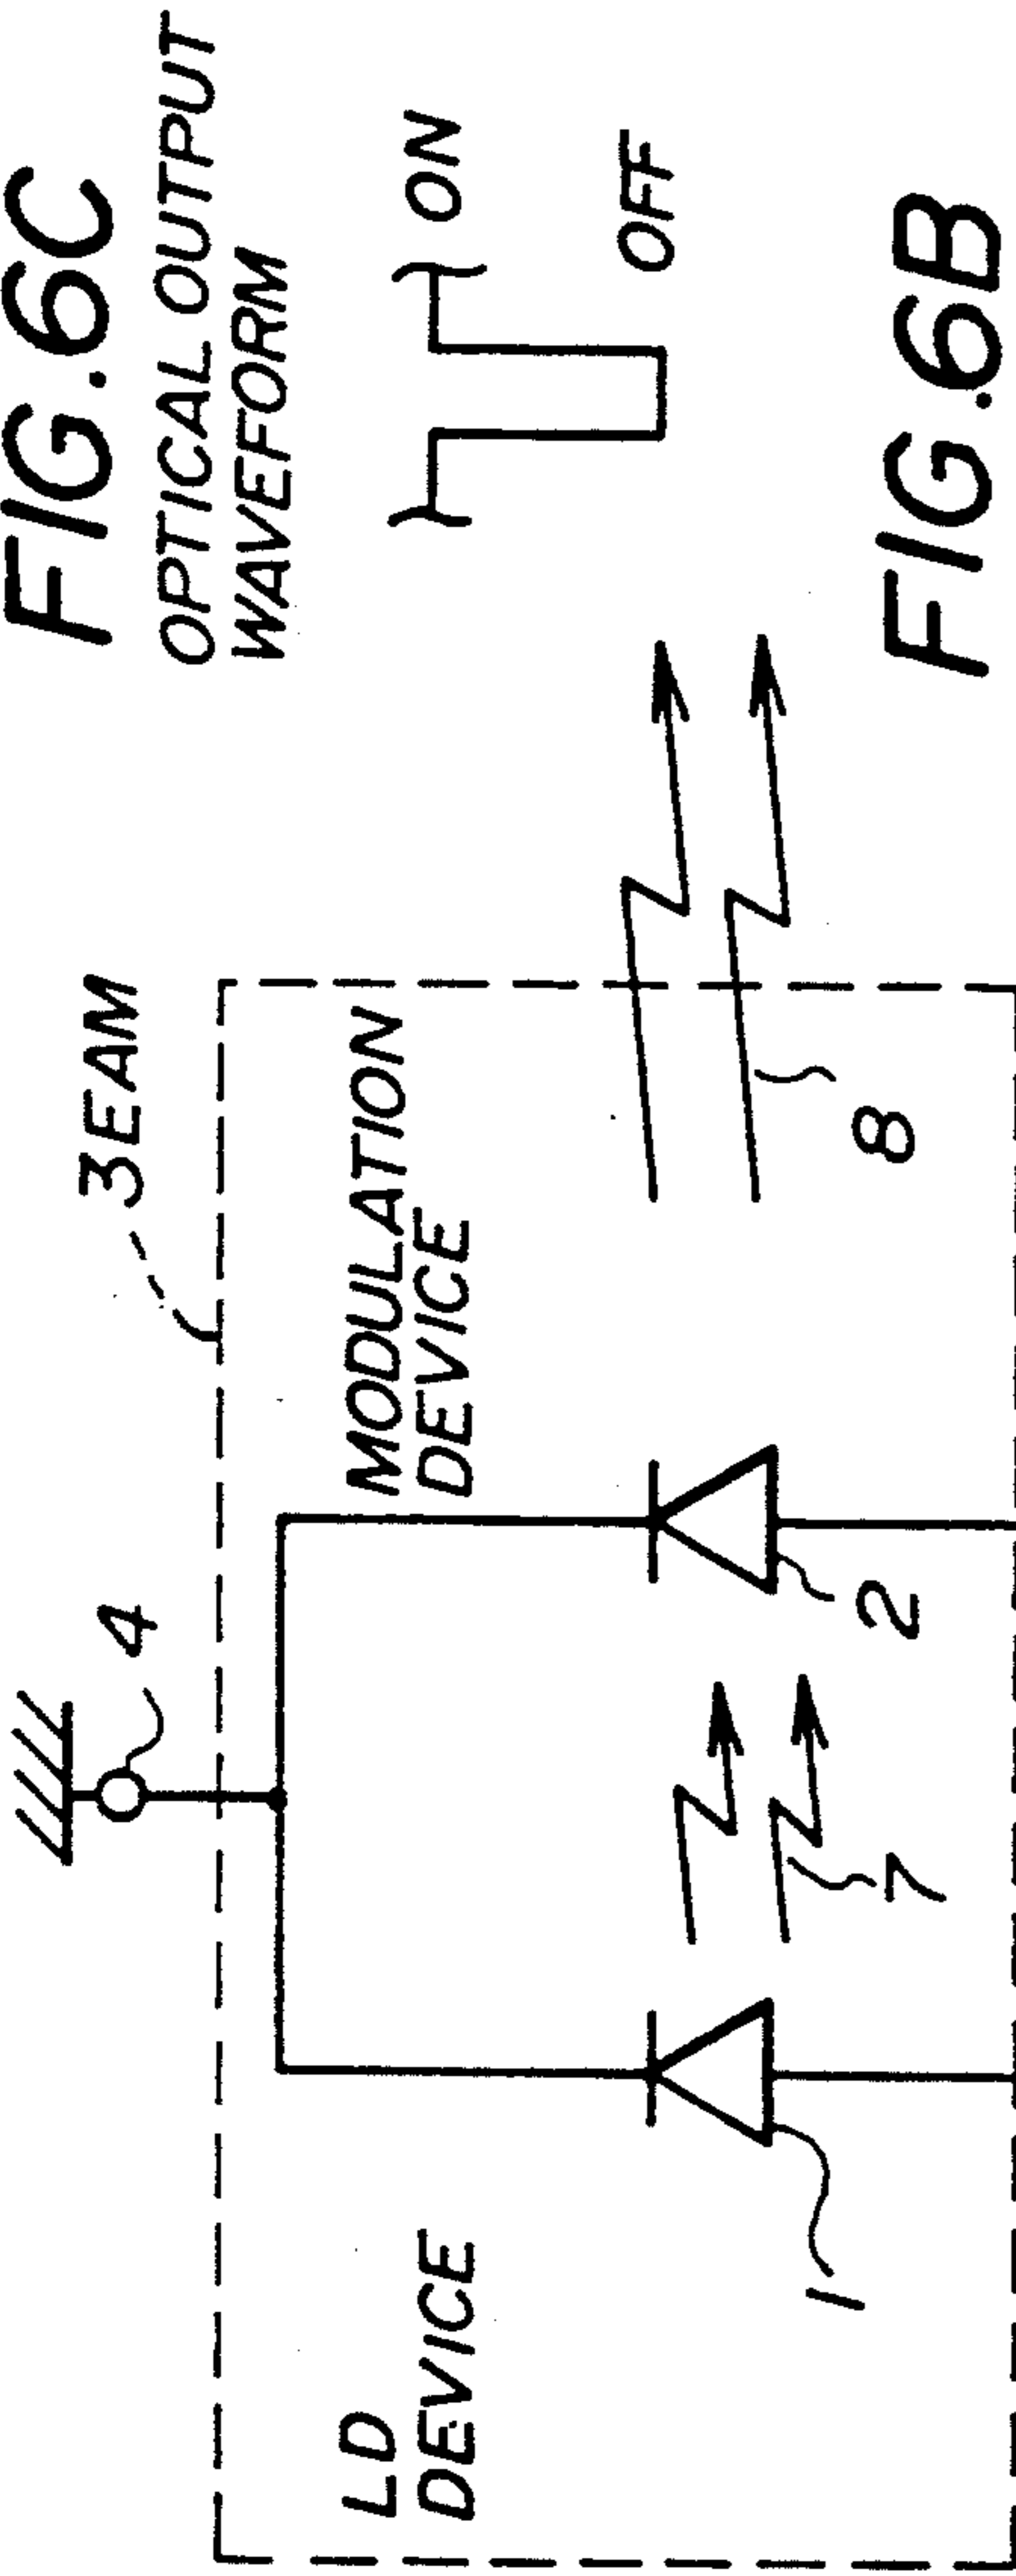 FIG.6C
OPTICAL OUTPUT
WAVEFORM
ON
OFF
FIG.6B
3EAM
4
MODULATION
DEVICE
8
2
7
LD
DEVICE
1